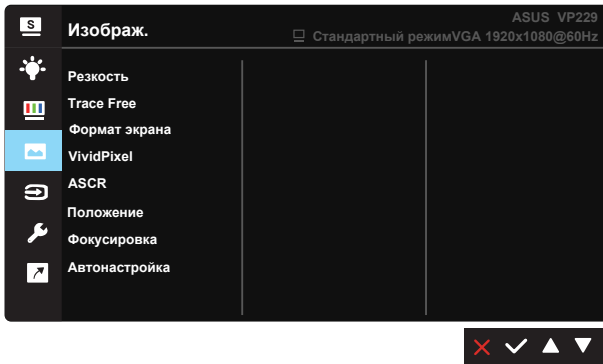 S
Изображ.
ASUS VP229
Стандартный режимVGA 1920x1080@60Hz
Резкость
Trace Free
Формат экрана
VividPixel
ASCR
Положение
Фокусировка
Автонастройка